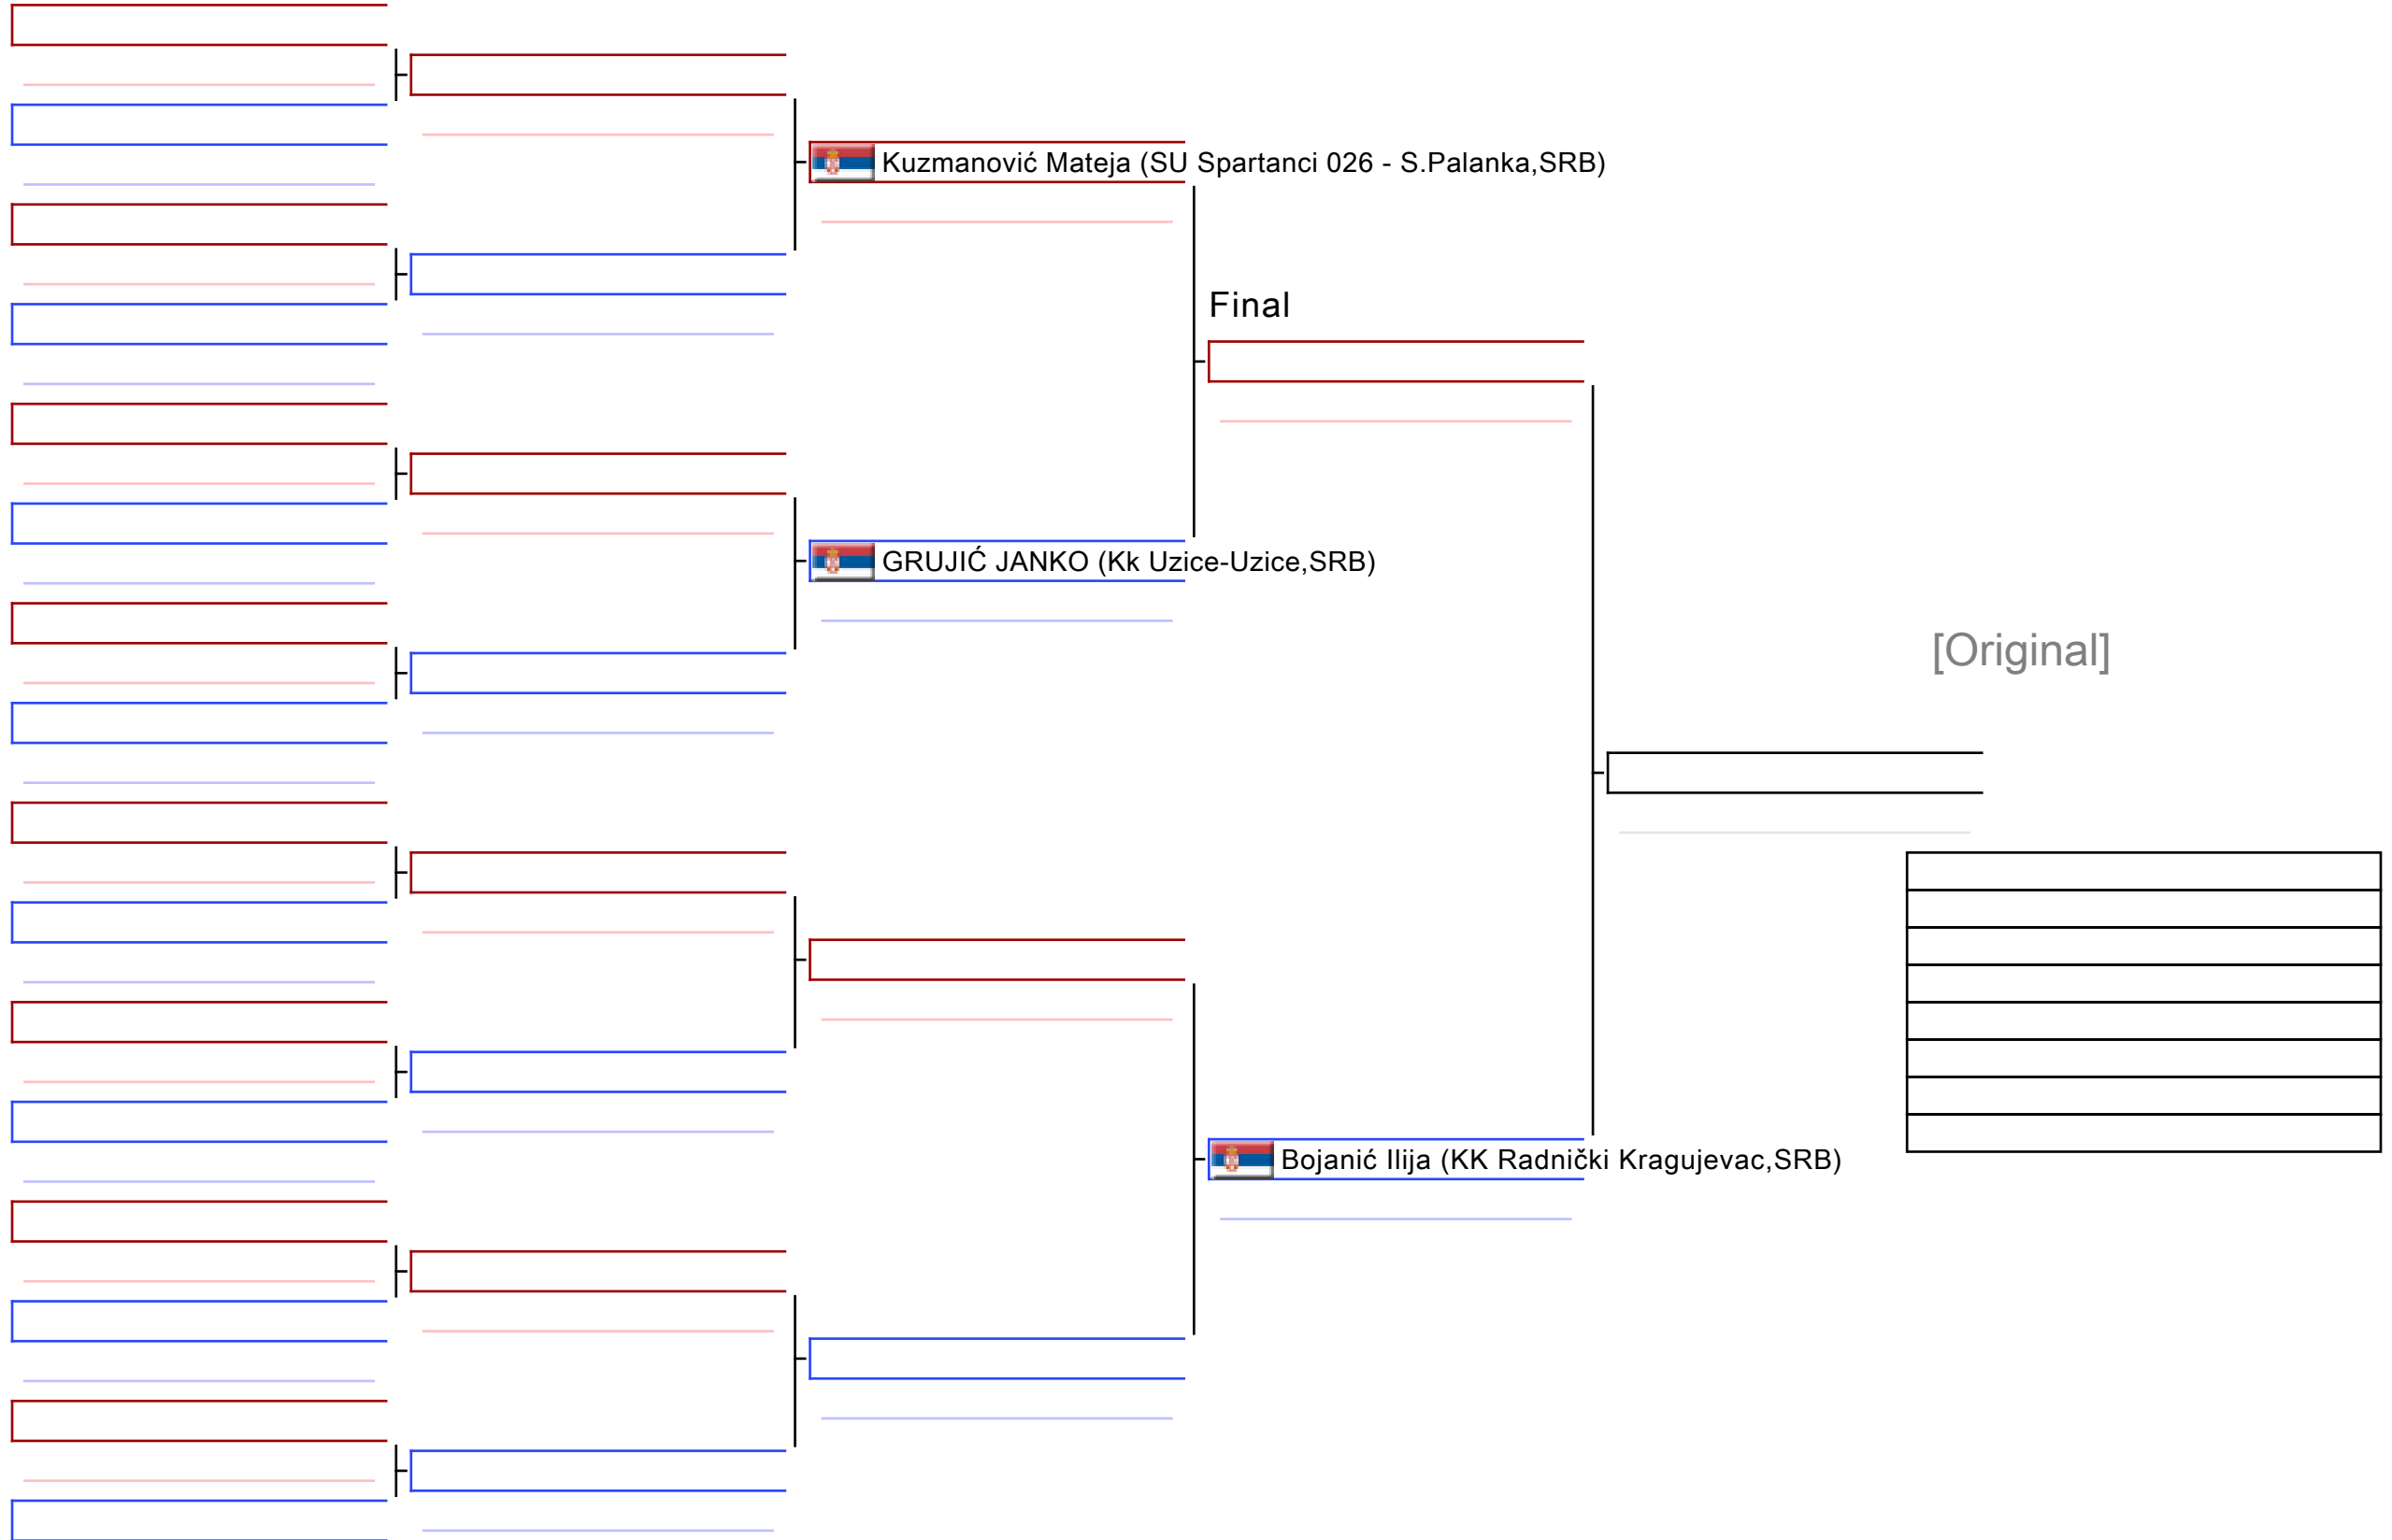 Kuzmanović Mateja (SU Spartanci 026 - S.Palanka,SRB)
Final
GRUJIĆ JANKO (Kk Uzice-Uzice,SRB)
[Original]
Bojanić Ilija (KK Radnički Kragujevac,SRB)